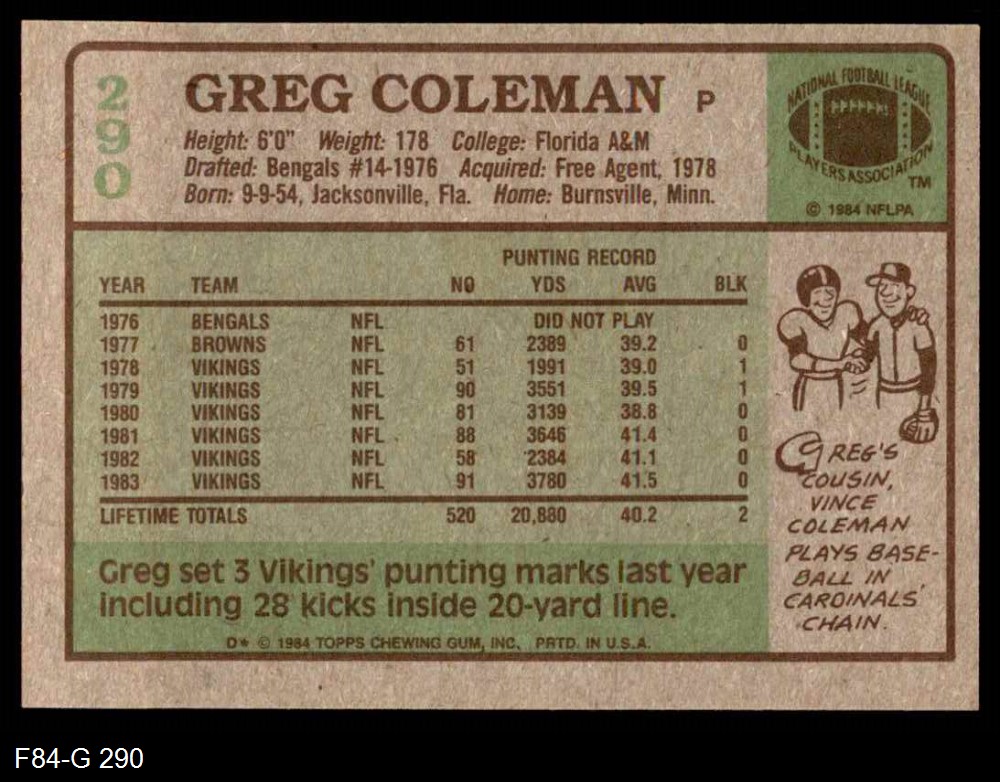 290
GREG COLEMAN P
Height: 6'0" Weight: 178 College: Florida A&M
Drafted: Bengals #14-1976 Acquired: Free Agent, 1978
Born: 9-9-54, Jacksonville, Fla. Home: Burnsville, Minn.
NATIONAL FOOTBALL LEAGUE
PLAYERS ASSOCIATION
TM
© 1984 NFLPA
PUNTING RECORD
YEAR TEAM NO YDS AVG BLK
1976 BENGALS NFL DID NOT PLAY
1977 BROWNS NFL 61 2389 39.2 0
1978 VIKINGS NFL 51 1991 39.0 1
1979 VIKINGS NFL 90 3551 39.5 1
1980 VIKINGS NFL 81 3139 38.8 0
1981 VIKINGS NFL 88 3646 41.4 0
1982 VIKINGS NFL 58 2384 41.1 0
1983 VIKINGS NFL 91 3780 41.5 0
LIFETIME TOTALS 520 20,880 40.2 2
Greg set 3 Vikings' punting marks last year
including 28 kicks inside 20-yard line.
D* © 1984 TOPPS CHEWING GUM, INC. PRTD. IN U.S.A.
GREG'S
COUSIN,
VINCE
COLEMAN
PLAYS BASE-
BALL IN
CARDINALS'
CHAIN.
F84-G 290